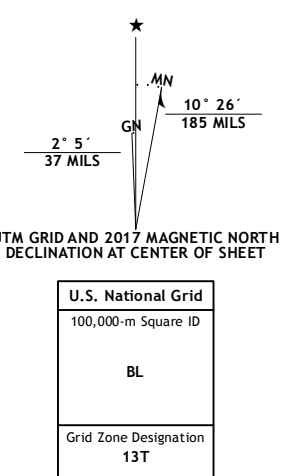 ★
MN
10° 26´
185 MILS
GN
2° 5´
37 MILS
UTM GRID AND 2017 MAGNETIC NORTH
DECLINATION AT CENTER OF SHEET
U.S. National Grid
100,000-m Square ID
BL
Grid Zone Designation
13T